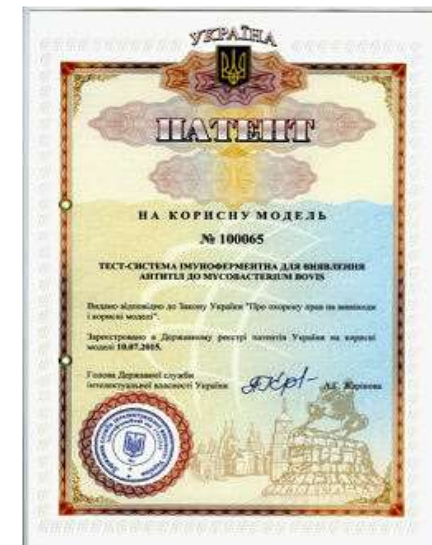 УКРАЇНА
ПАТЕНТ
НА КОРИСНУ МОДЕЛЬ
№ 100065
ТЕСТ-СИСТЕМА ІМУНОФЕРМЕНТНА ДЛЯ ВИЯВЛЕННЯ
АНТИТІЛ ДО MYCOBACTERIUM BOVIS
Видано відповідно до Закону України "Про охорону прав на винаходи
і корисні моделі".
Зареєстровано в Державному реєстрі патентів України на корисні
моделі 10.07.2015.
Голова Державної служби
інтелектуальної власності України
А.Г. Жарінова